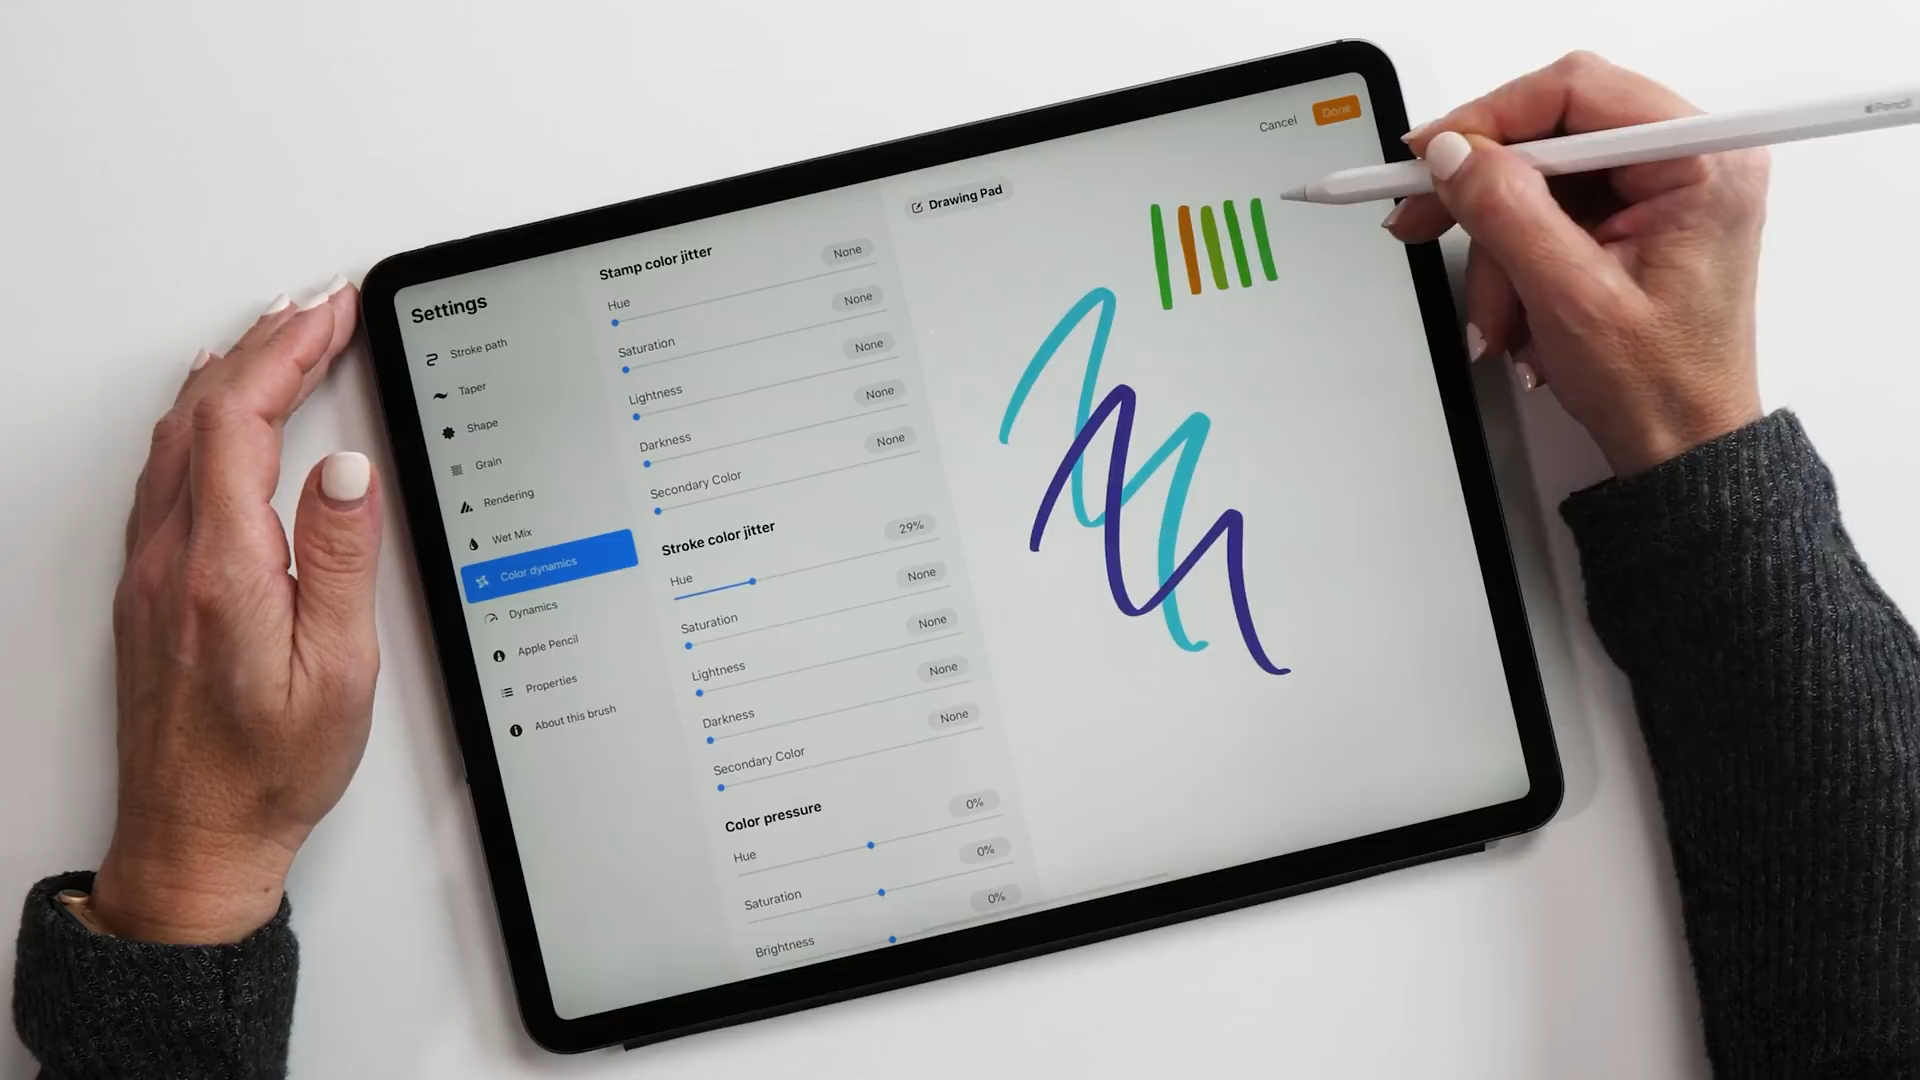 Settings
Stroke path
Taper
Shape
Grain
Rendering
Wet Mix
Color dynamics
Dynamics
Apple Pencil
Properties
About this brush
Stamp color jitter
None
Hue
None
Saturation
None
Lightness
None
Darkness
None
Secondary Color
Stroke color jitter
29%
Hue
None
Saturation
None
Lightness
None
Darkness
None
Secondary Color
Color pressure
0%
Hue
0%
Saturation
0%
Brightness
Drawing Pad
Cancel
Done
Pencil